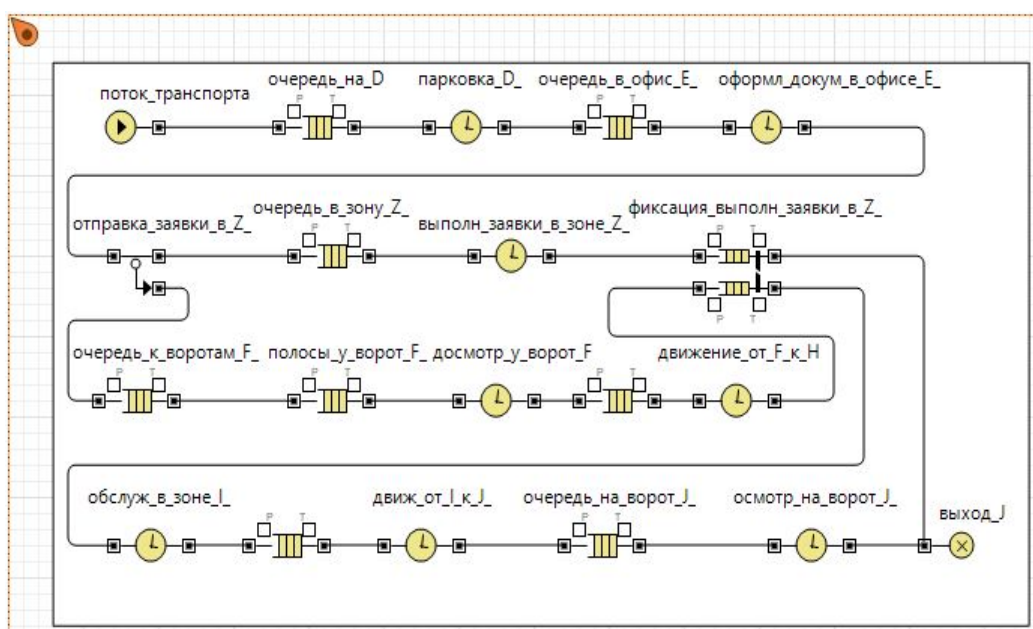 поток_транспорта
очередь_на_D
парковка_D_
очередь_в_офис_E_
оформл_докум_в_офисе_E_
P T
P T
отправка_заявки_в_Z_
очередь_в_зону_Z_
выполн_заявки_в_зоне_Z_
фиксация_выполн_заявки_в_Z_
P T
P T
P T
очередь_к_воротам_F_
полосы_у_ворот_F_
досмотр_у_ворот_F
движение_от_F_к_H
P T
P T
P T
обслуж_в_зоне_I_
движ_от_I_к_J_
очередь_на_ворот_J_
осмотр_на_ворот_J_
выход_J
P T
P T